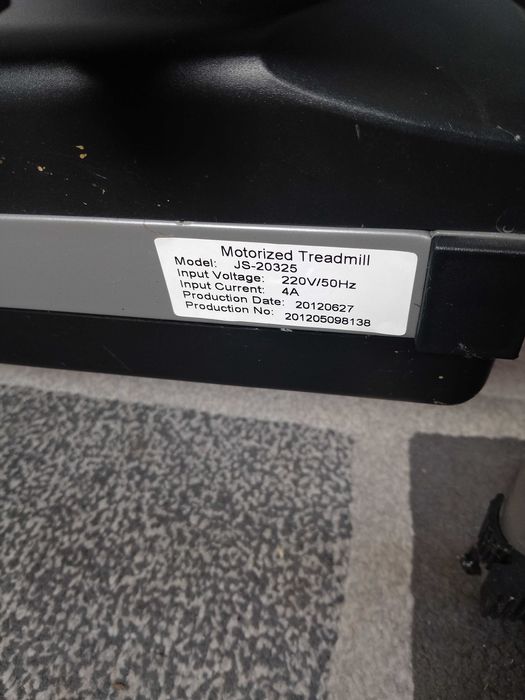 Motorized Treadmill
Model: JS-20325
Input Voltage: 220V/50Hz
Input Current: 4A
Production Date: 20120627
Production No: 201205098138